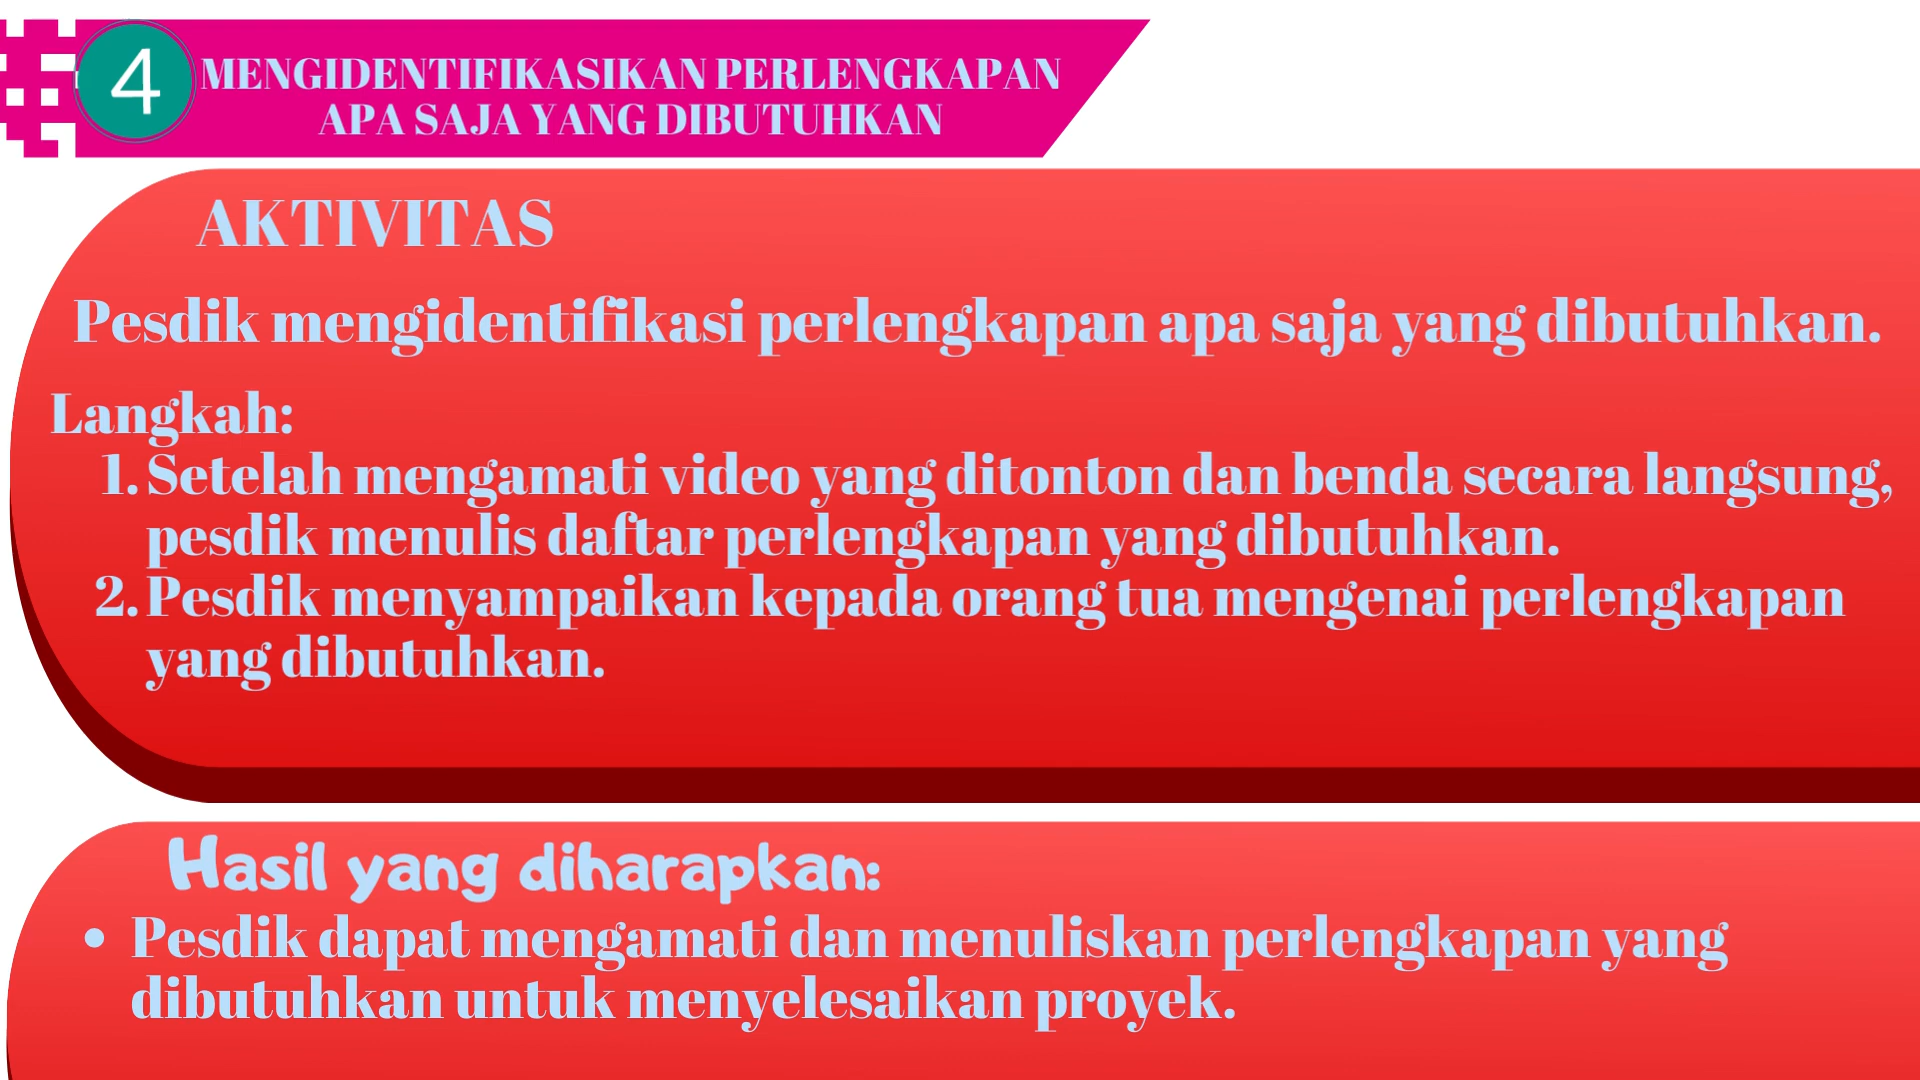 4
MENGIDENTIFIKASIKAN PERLENGKAPAN
APA SAJA YANG DIBUTUHKAN
AKTIVITAS
Pesdik mengidentifikasi perlengkapan apa saja yang dibutuhkan.
Langkah:
1. Setelah mengamati video yang ditonton dan benda secara langsung,
pesdik menulis daftar perlengkapan yang dibutuhkan.
2. Pesdik menyampaikan kepada orang tua mengenai perlengkapan
yang dibutuhkan.
Hasil yang diharapkan:
• Pesdik dapat mengamati dan menuliskan perlengkapan yang
dibutuhkan untuk menyelesaikan proyek.